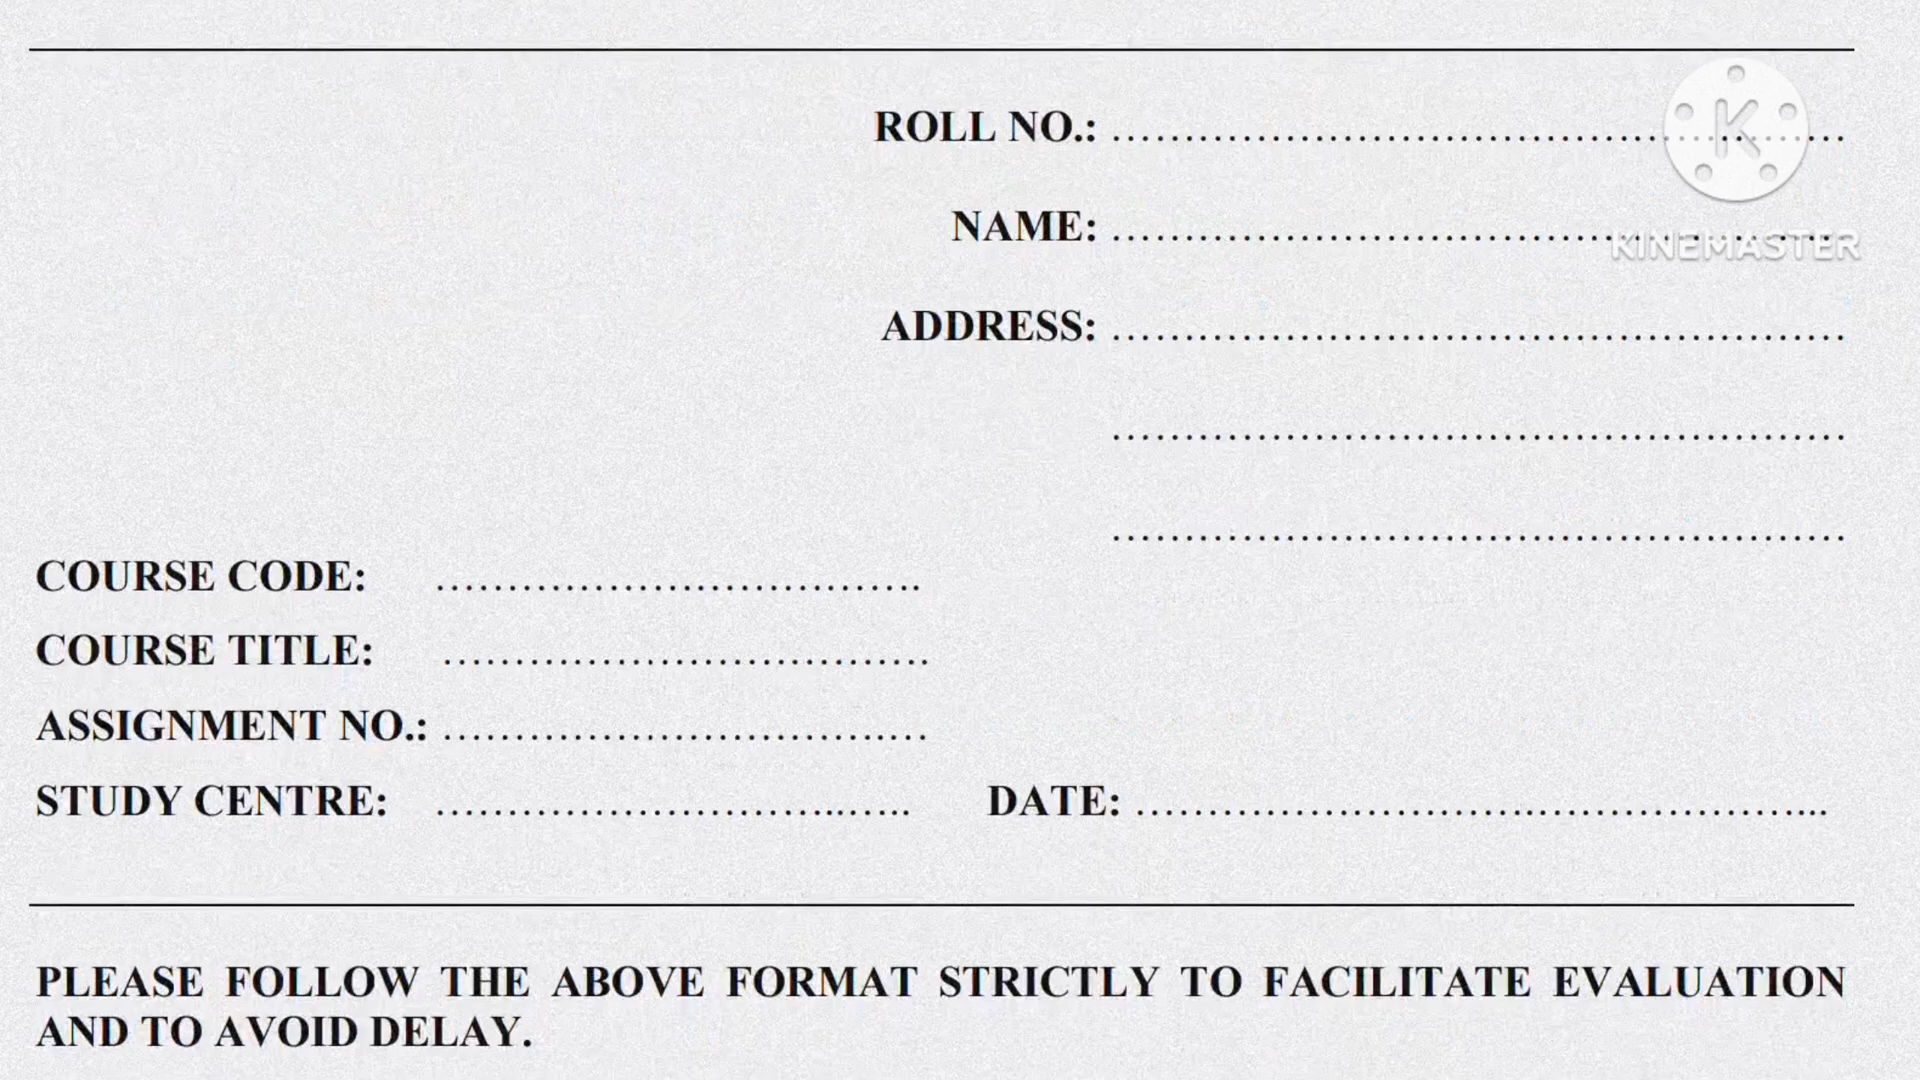 ROLL NO.: ……………………………………………
NAME: ……………………………………………
ADDRESS: ……………………………………………
……………………………………………
……………………………………………
COURSE CODE: …………………………….
COURSE TITLE: …………………………….
ASSIGNMENT NO.: ………………………….…
STUDY CENTRE: ………………………..….. DATE: ……………………….………………...
PLEASE FOLLOW THE ABOVE FORMAT STRICTLY TO FACILITATE EVALUATION
AND TO AVOID DELAY.
K
KINEMASTER